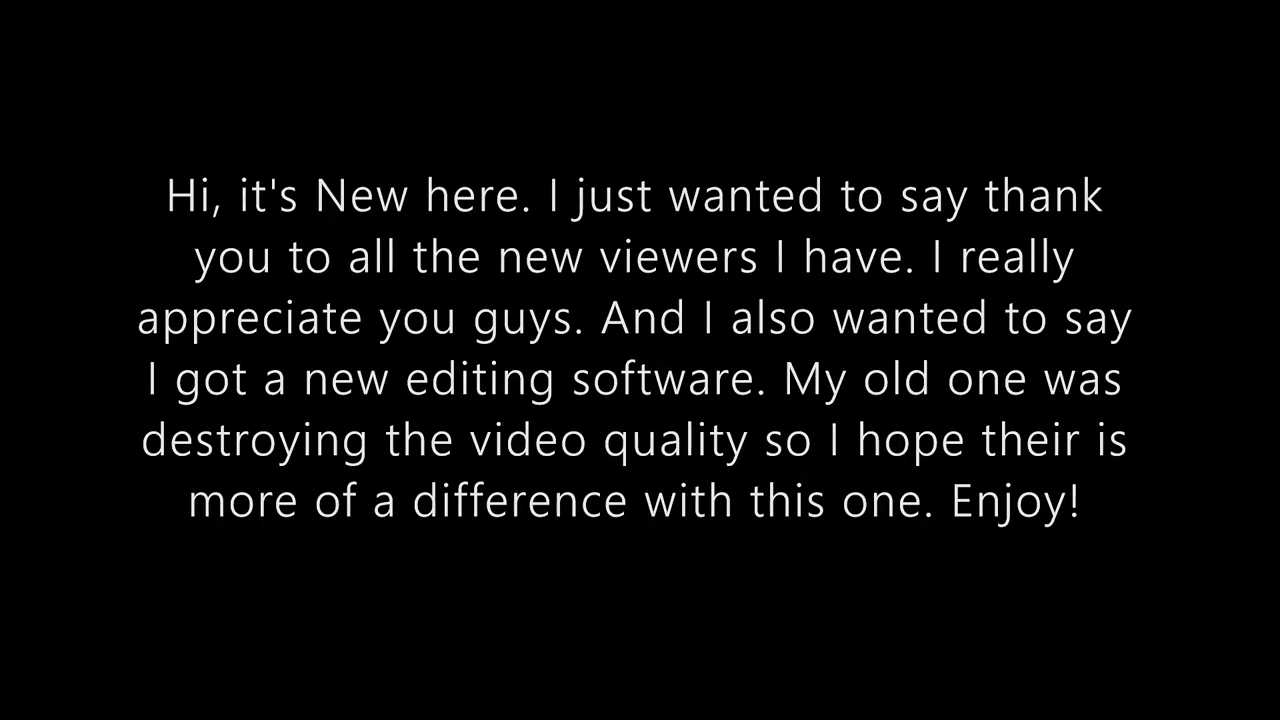 Hi, it's New here. I just wanted to say thank
you to all the new viewers I have. I really
appreciate you guys. And I also wanted to say
I got a new editing software. My old one was
destroying the video quality so I hope their is
more of a difference with this one. Enjoy!